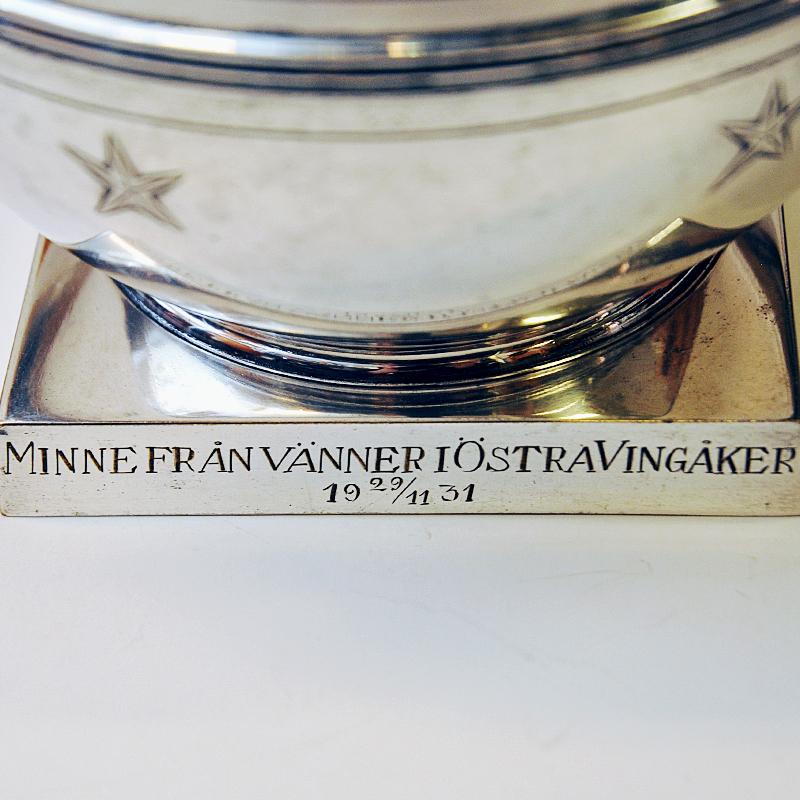 MINNE FRÅN VÄNNER I ÖSTRA VINGÅKER
19 29/11 31